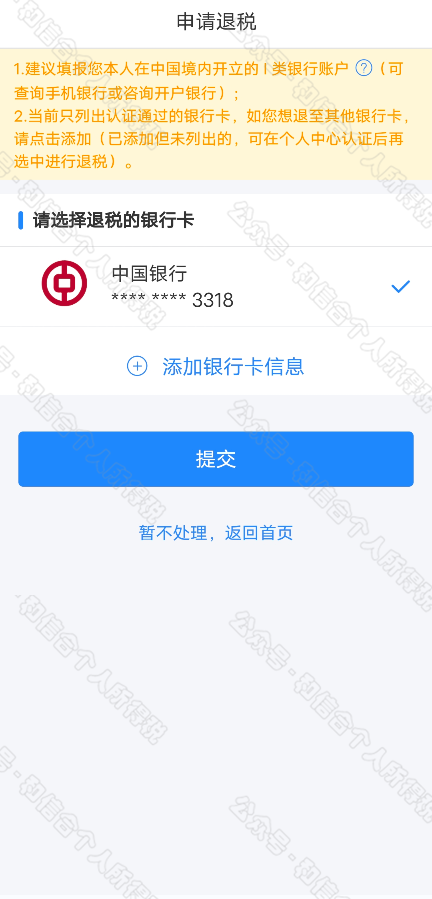 申请退税
1.建议填报您本人在中国境内开立的 I 类银行账户 ?（可
查询手机银行或咨询开户银行）；
2.当前只列出认证通过的银行卡，如您想退至其他银行卡，
请点击添加（已添加但未列出的，可在个人中心认证后再
选中进行退税）。
请选择退税的银行卡
中国银行
**** **** 3318
添加银行卡信息
提交
暂不处理，返回首页